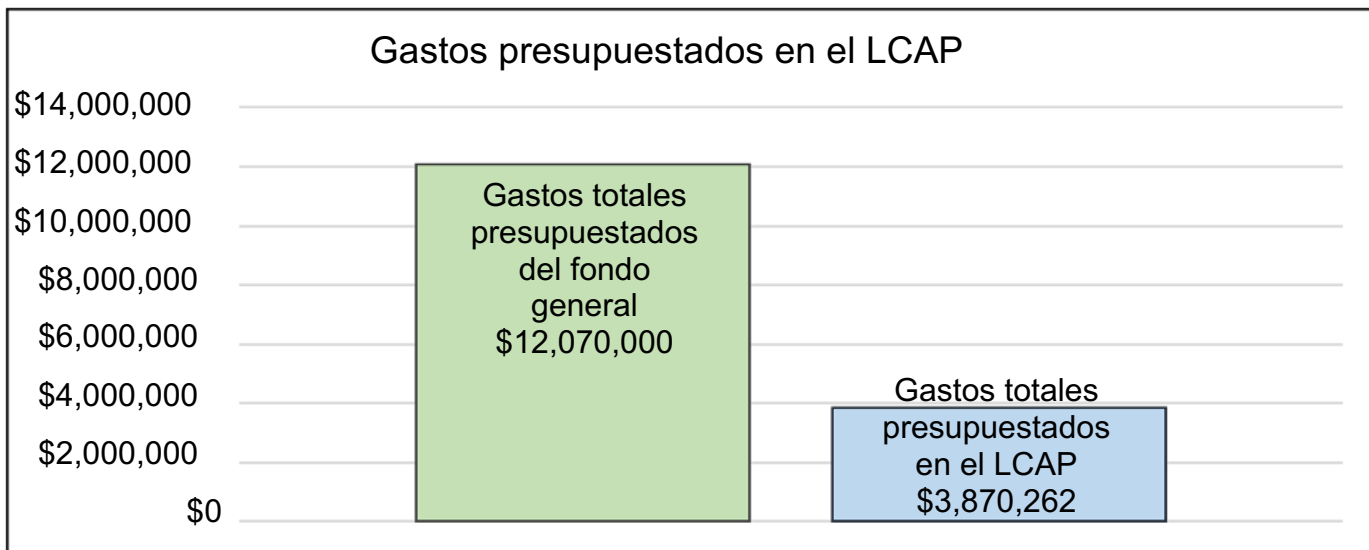 Gastos presupuestados en el LCAP
$14,000,000
$12,000,000
$10,000,000
$8,000,000
$6,000,000
$4,000,000
$2,000,000
$0
Gastos totales
presupuestados
del fondo
general
$12,070,000
Gastos totales
presupuestados
en el LCAP
$3,870,262